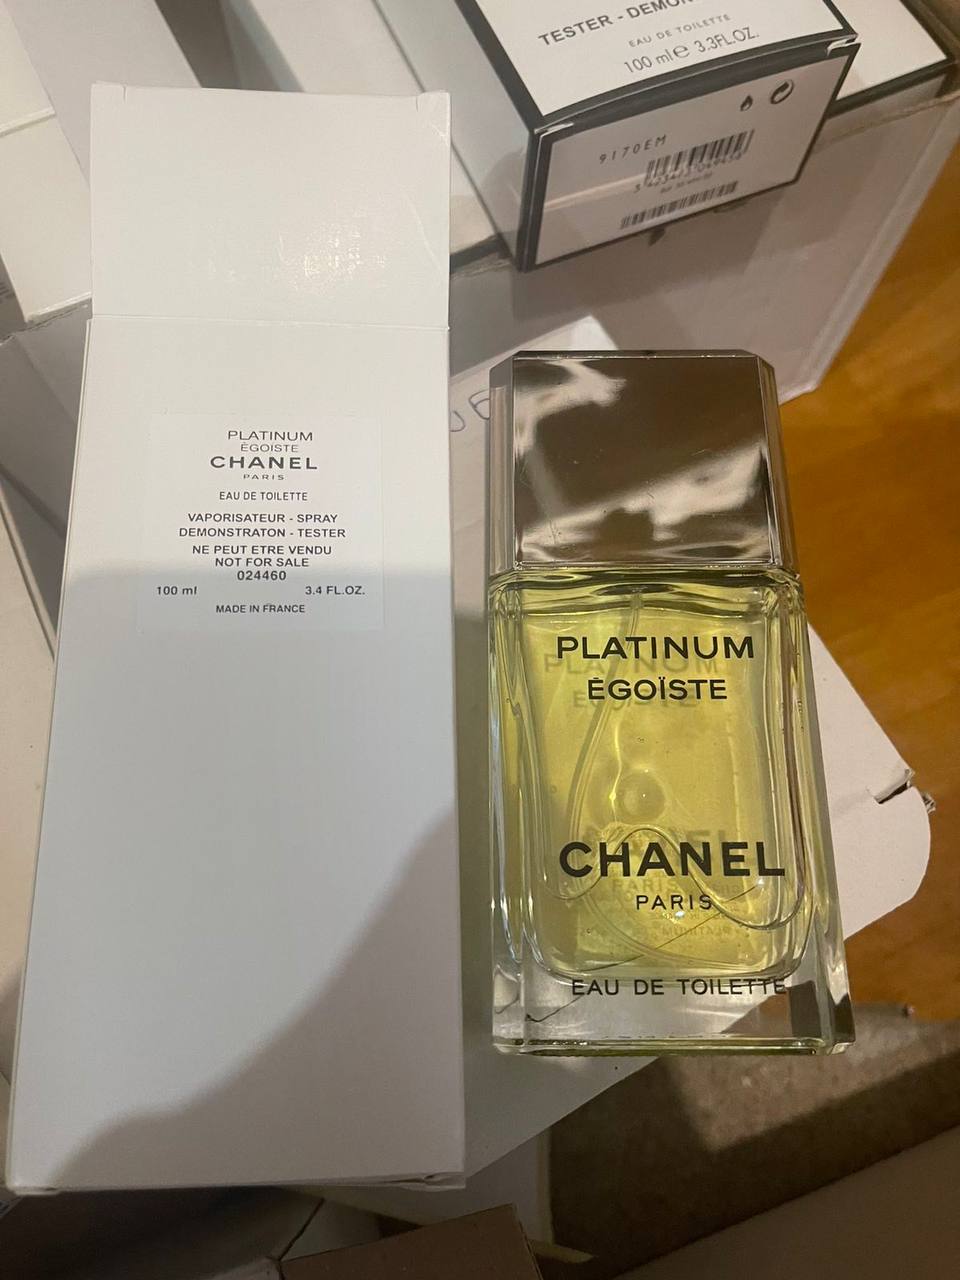 TESTER - DEMON
EAU DE TOILETTE
100 ml e 3.3FL.OZ.
9170EM
PLATINUM
ÉGOÏSTE
CHANEL
PARIS
EAU DE TOILETTE
VAPORISATEUR - SPRAY
DEMONSTRATON - TESTER
NE PEUT ETRE VENDU
NOT FOR SALE
024460
100 ml 3.4 FL.OZ.
MADE IN FRANCE
PLATINUM
ÉGOÏSTE
CHANEL
PARIS
EAU DE TOILETTE